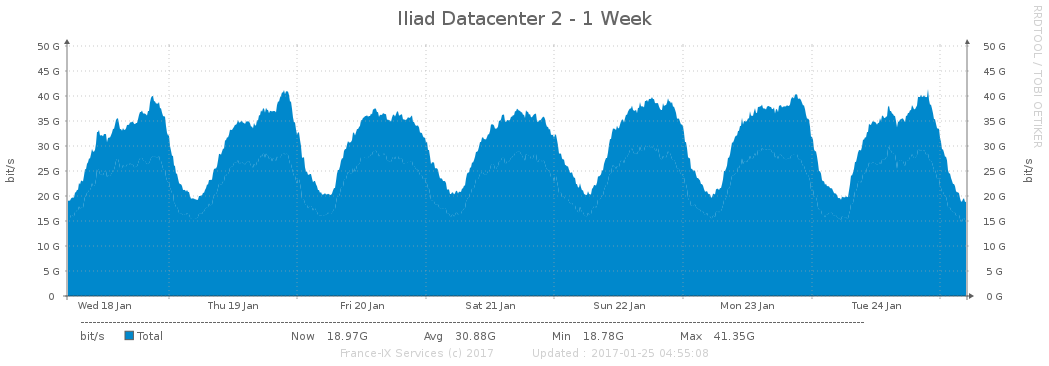 Iliad Datacenter 2 - 1 Week
RRDTOOL / TOBI OETIKER
50 G 50 G
45 G 45 G
40 G 40 G
35 G 35 G
30 G 30 G
25 G 25 G
20 G 20 G
15 G 15 G
10 G 10 G
5 G 5 G
0 0 G
bit/s bit/s
Wed 18 Jan Thu 19 Jan Fri 20 Jan Sat 21 Jan Sun 22 Jan Mon 23 Jan Tue 24 Jan
bit/s Total Now 18.97G Avg 30.88G Min 18.78G Max 41.35G
France-IX Services (c) 2017 Updated : 2017-01-25 04:55:08